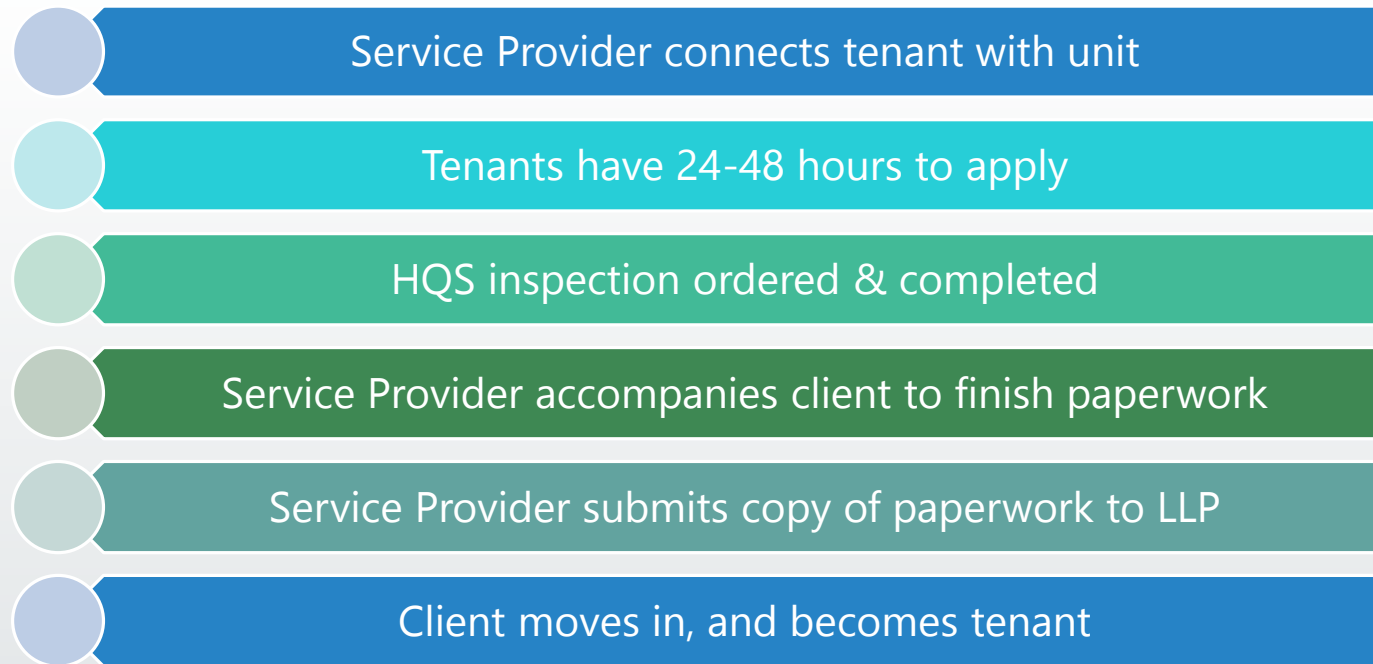 Service Provider connects tenant with unit
Tenants have 24-48 hours to apply
HQS inspection ordered & completed
Service Provider accompanies client to finish paperwork
Service Provider submits copy of paperwork to LLP
Client moves in, and becomes tenant